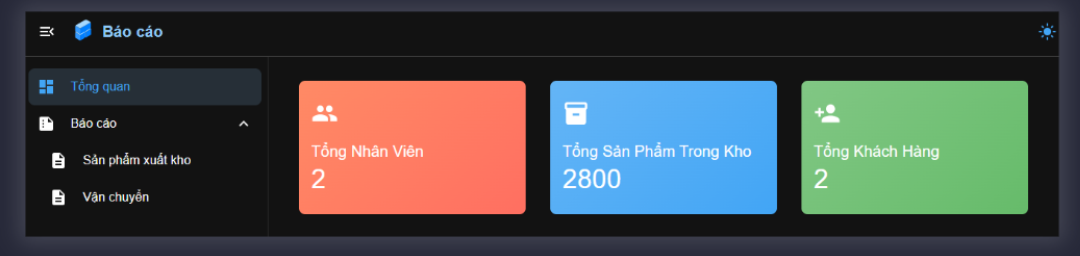 Báo cáo
Tổng quan
Báo cáo
Sản phẩm xuất kho
Vận chuyển
Tổng Nhân Viên
2
Tổng Sản Phẩm Trong Kho
2800
Tổng Khách Hàng
2